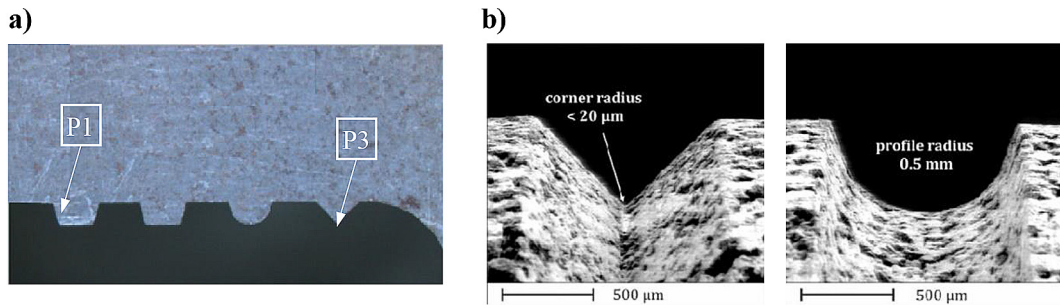 a)
P1
P3
b)
corner radius
< 20 μm
500 μm
profile radius
0.5 mm
500 μm